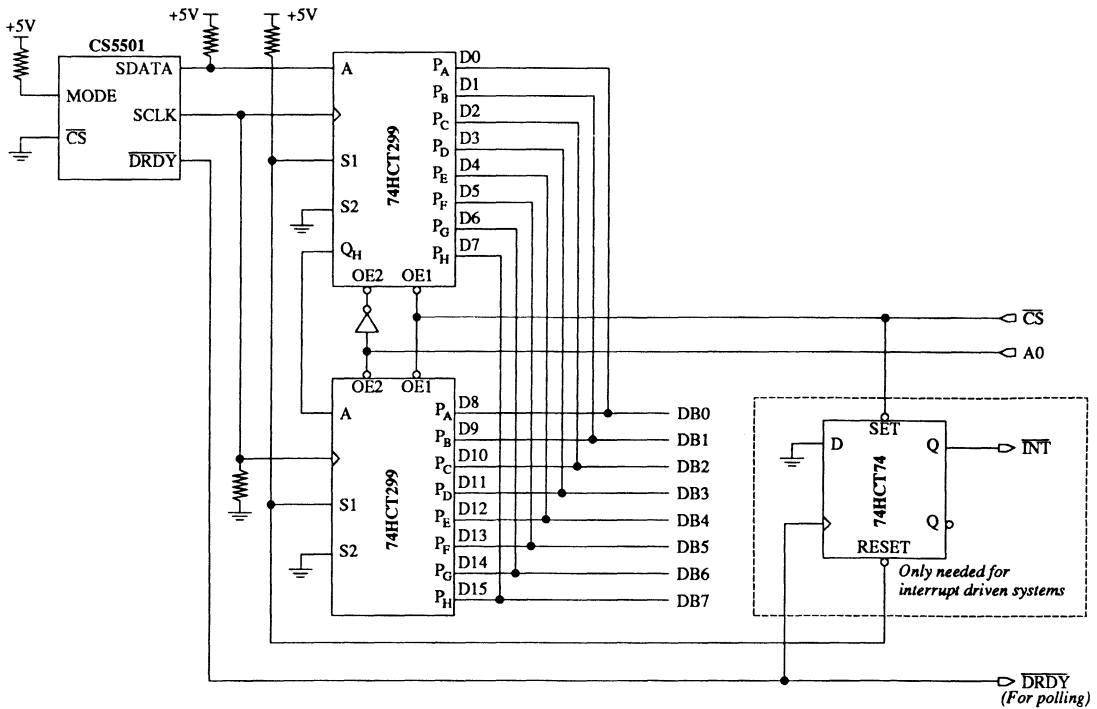 +5V
+5V
+5V
CS5501
SDATA
MODE
SCLK
CS
DRDY
A
S1
S2
QH
74HCT299
PA
PB
PC
PD
PE
PF
PG
PH
D0
D1
D2
D3
D4
D5
D6
D7
OE2
OE1
CS
A0
OE2
OE1
A
S1
S2
74HCT299
PA
PB
PC
PD
PE
PF
PG
PH
D8
D9
D10
D11
D12
D13
D14
D15
DB0
DB1
DB2
DB3
DB4
DB5
DB6
DB7
SET
D
Q
INT
74HCT74
Q
RESET
Only needed for
interrupt driven systems
DRDY
(For polling)